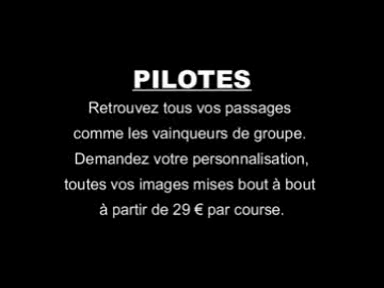 PILOTES
Retrouvez tous vos passages
comme les vainqueurs de groupe.
Demandez votre personnalisation,
toutes vos images mises bout à bout
à partir de 29 € par course.